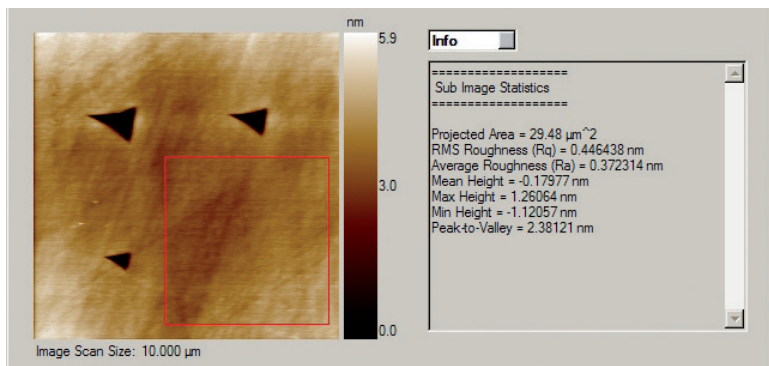 nm
5.9
3.0
0.0
Image Scan Size: 10.000 µm
Info
===================
Sub Image Statistics
===================
Projected Area = 29.48 µm^2
RMS Roughness (Rq) = 0.446438 nm
Average Roughness (Ra) = 0.372314 nm
Mean Height = -0.17977 nm
Max Height = 1.26064 nm
Min Height = -1.12057 nm
Peak-to-Valley = 2.38121 nm